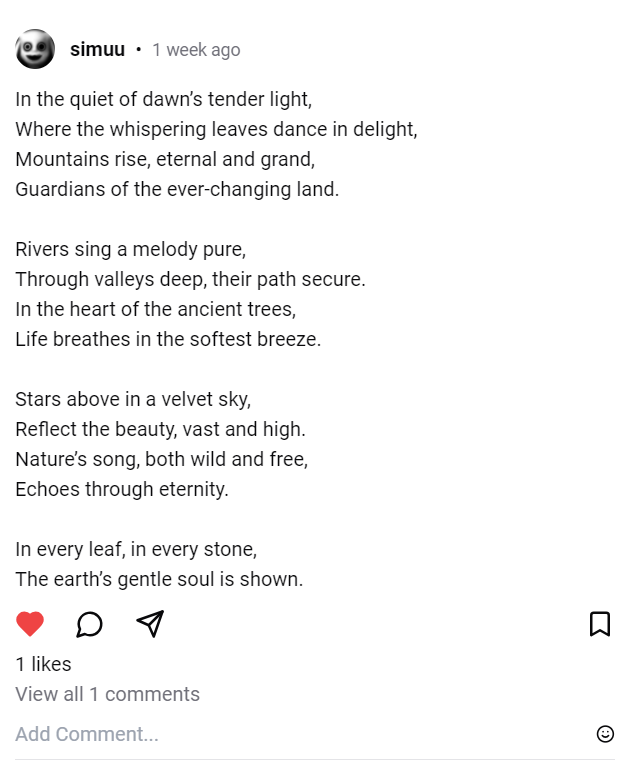 simuu • 1 week ago
In the quiet of dawn’s tender light,
Where the whispering leaves dance in delight,
Mountains rise, eternal and grand,
Guardians of the ever-changing land.
Rivers sing a melody pure,
Through valleys deep, their path secure.
In the heart of the ancient trees,
Life breathes in the softest breeze.
Stars above in a velvet sky,
Reflect the beauty, vast and high.
Nature’s song, both wild and free,
Echoes through eternity.
In every leaf, in every stone,
The earth’s gentle soul is shown.
1 likes
View all 1 comments
Add Comment...